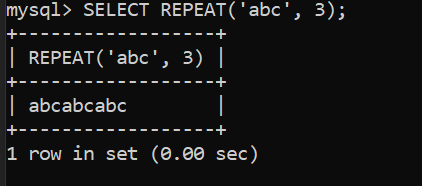 mysql> SELECT REPEAT('abc', 3);
+------------------+
| REPEAT('abc', 3) |
+------------------+
| abcabcabc        |
+------------------+
1 row in set (0.00 sec)